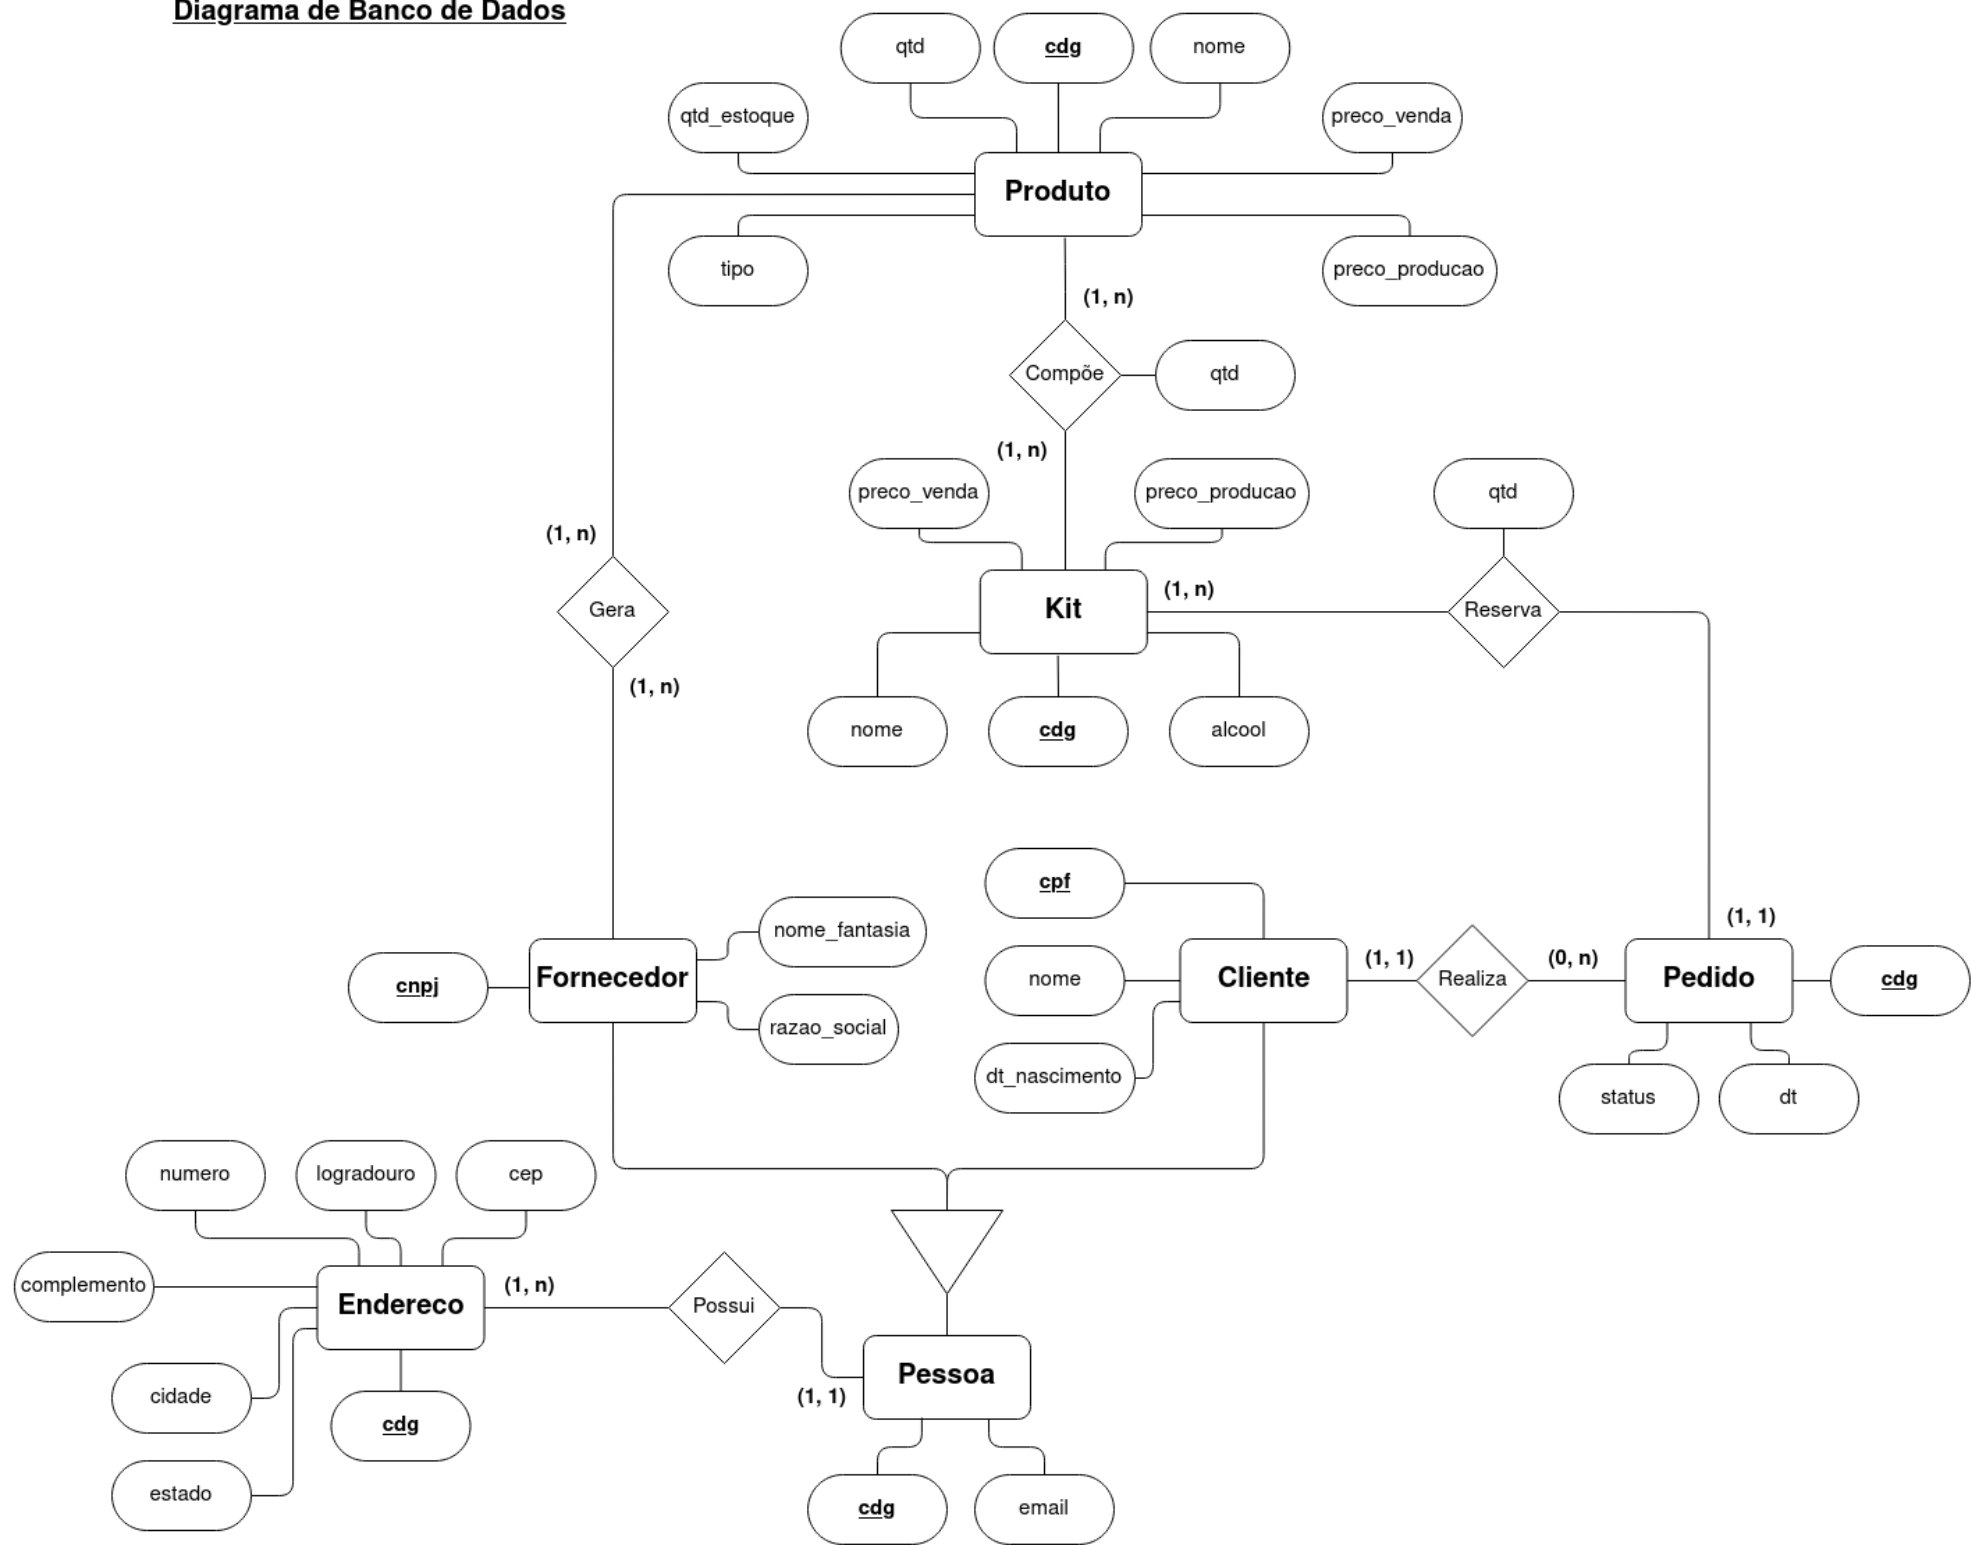 Diagrama de Banco de Dados
qtd
cdg
nome
qtd_estoque
preco_venda
Produto
tipo
preco_producao
(1, n)
Compõe
qtd
(1, n)
preco_venda
preco_producao
qtd
(1, n)
Gera
(1, n)
Kit
(1, n)
Reserva
nome
cdg
alcool
cpf
nome_fantasia
(1, 1)
cnpj
Fornecedor
razao_social
nome
dt_nascimento
Cliente
(1, 1)
Realiza
(0, n)
Pedido
cdg
status
dt
numero
logradouro
cep
complemento
Endereco
(1, n)
Possui
(1, 1)
Pessoa
cidade
cdg
estado
cdg
email